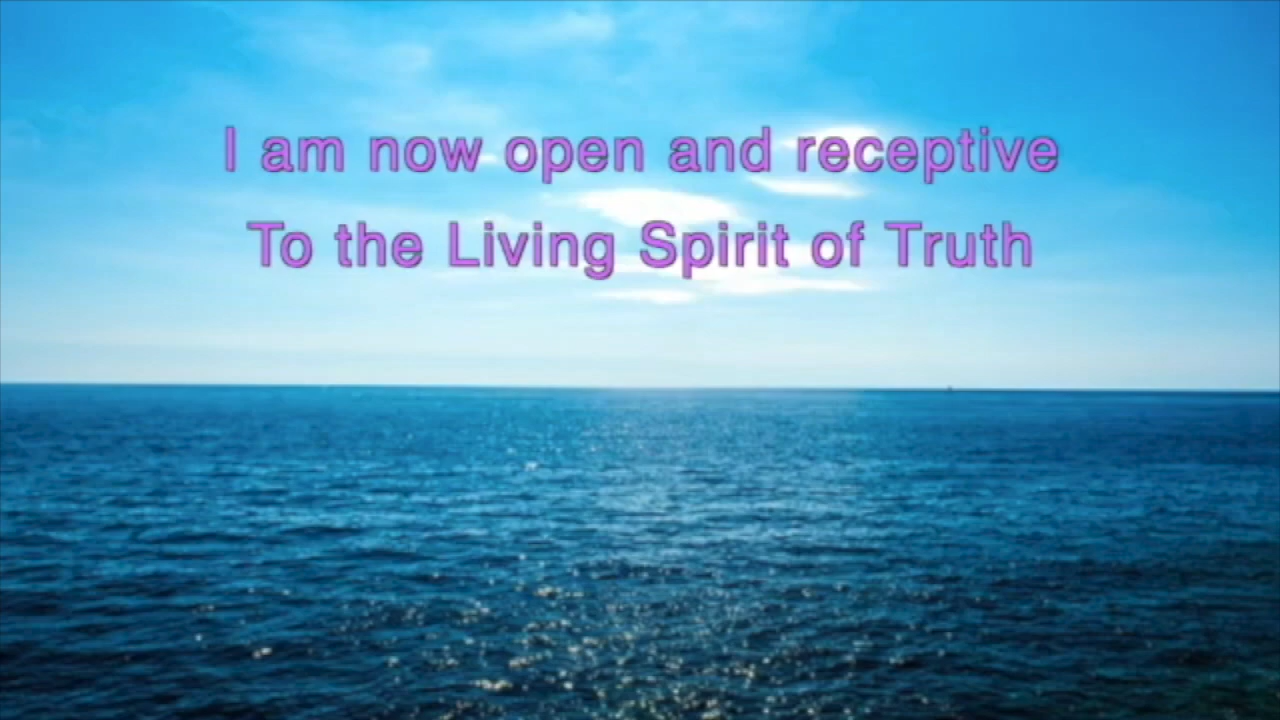 I am now open and receptive
To the Living Spirit of Truth